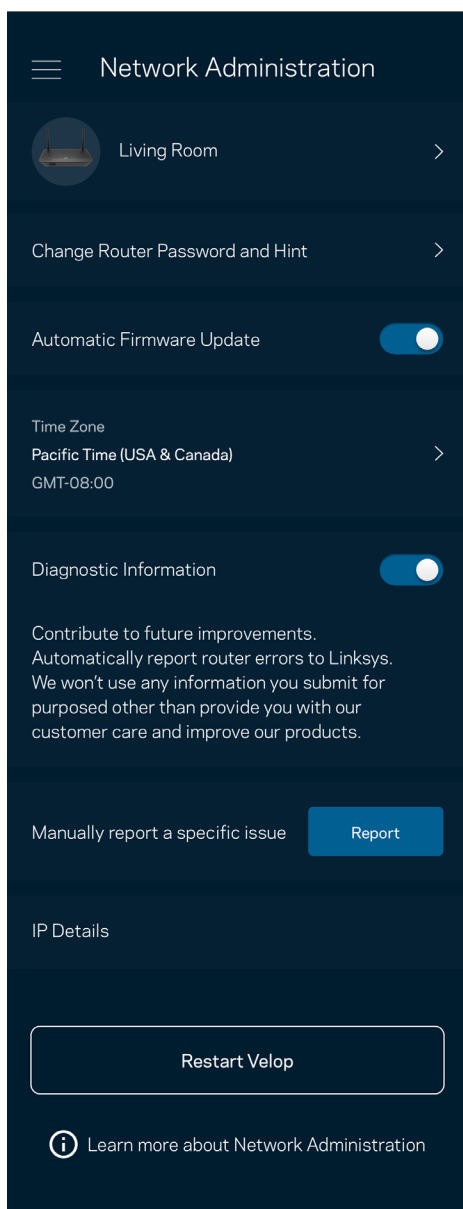 Network Administration
Living Room
Change Router Password and Hint
Automatic Firmware Update
Time Zone
Pacific Time (USA & Canada)
GMT-08:00
Diagnostic Information
Contribute to future improvements.
Automatically report router errors to Linksys.
We won't use any information you submit for
purposed other than provide you with our
customer care and improve our products.
Manually report a specific issue
Report
IP Details
Restart Velop
Learn more about Network Administration